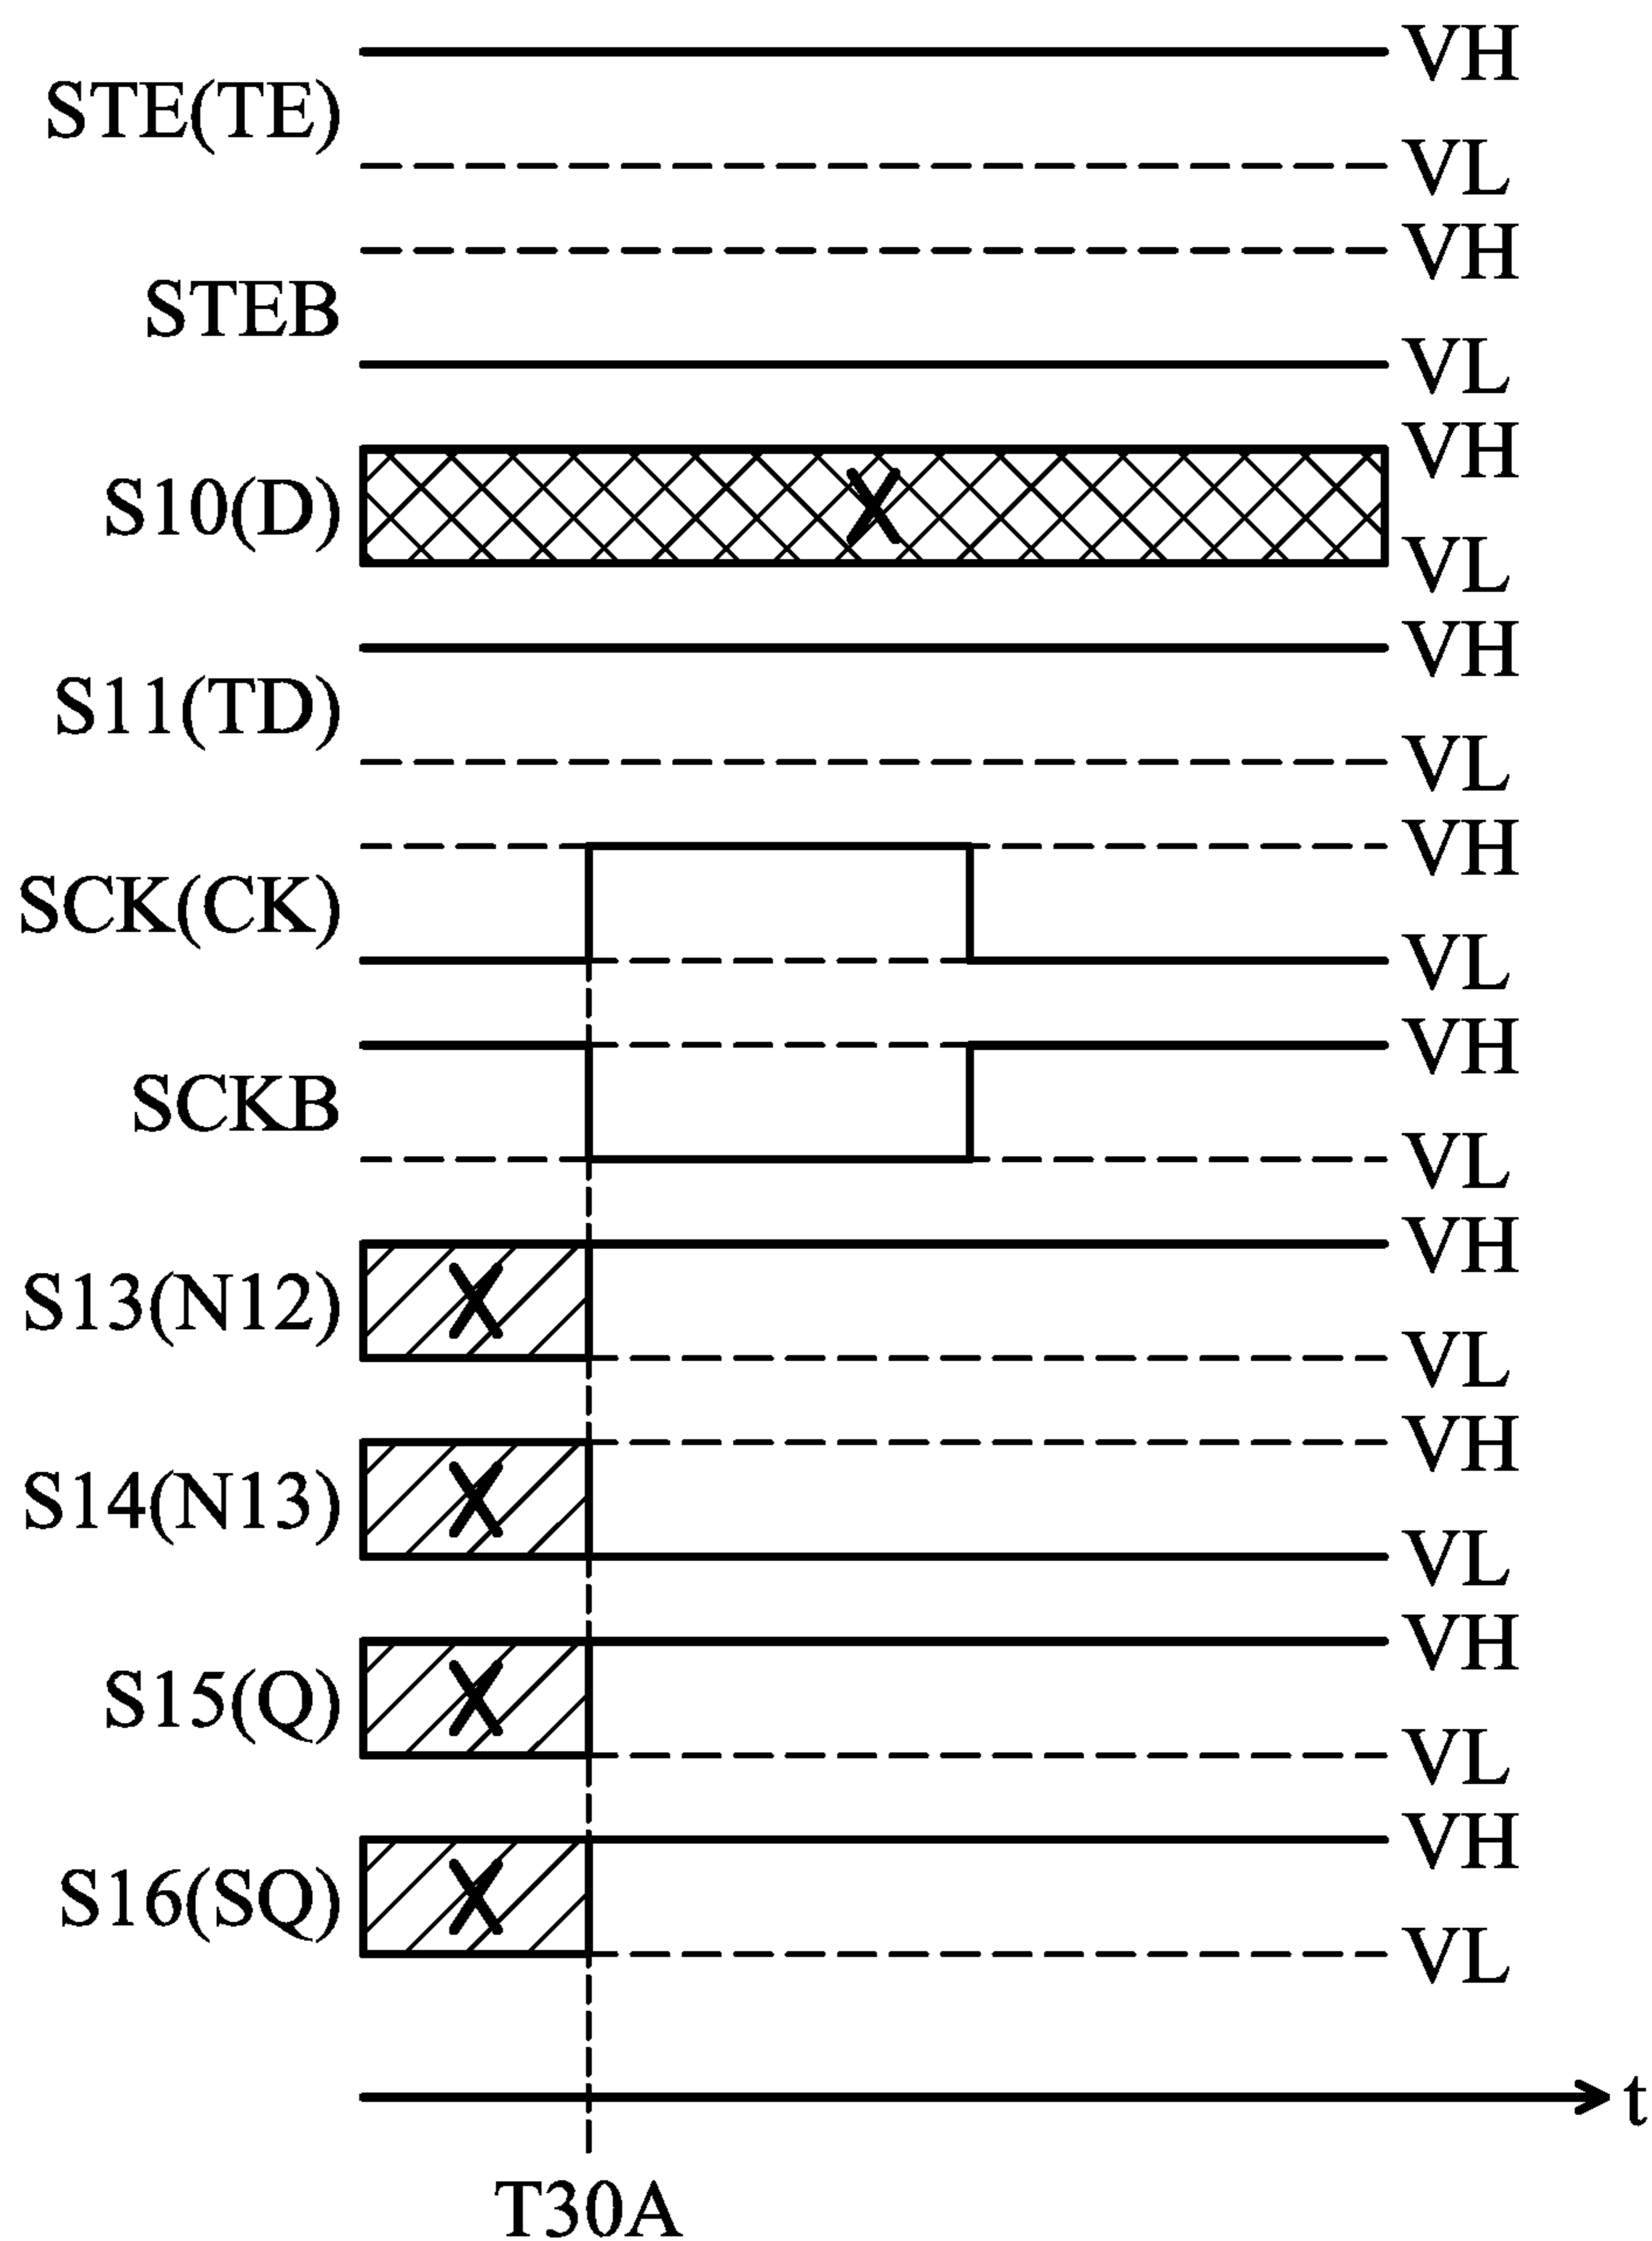 VH
STE(TE)
VL
VH
STEB
VL
VH
S10(D)
X
VL
VH
S11(TD)
VL
VH
SCK(CK)
VL
VH
SCKB
VL
VH
S13(N12)
X
VL
VH
S14(N13)
X
VL
VH
S15(Q)
X
VL
VH
S16(SQ)
X
VL
t
T30A